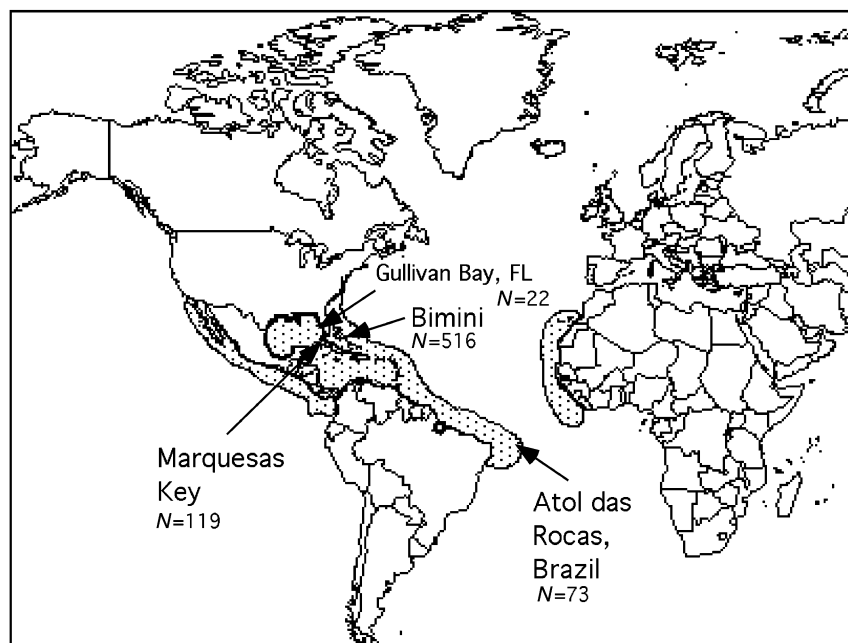 Gullivan Bay, FL
N=22
Bimini
N=516
Marquesas
Key
N=119
Atol das
Rocas,
Brazil
N=73